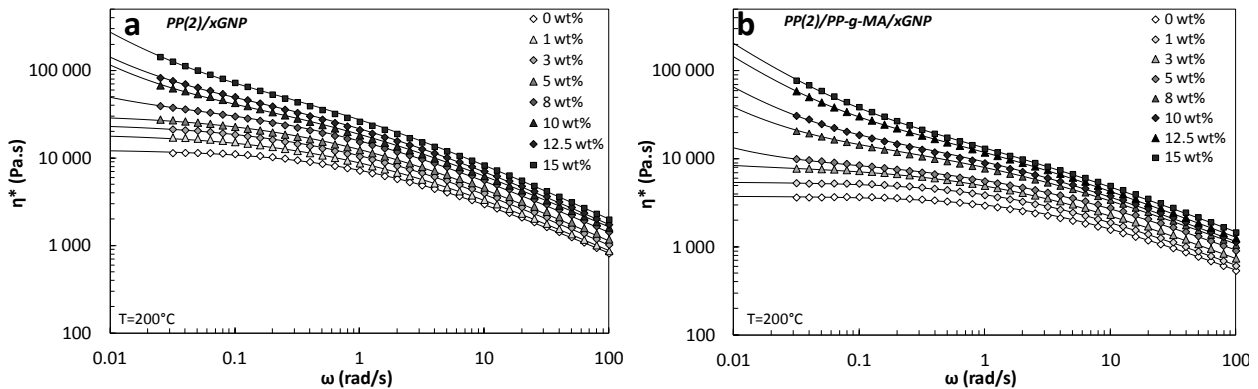 a
PP(2)/xGNP
0 wt%
1 wt%
3 wt%
5 wt%
8 wt%
10 wt%
12.5 wt%
15 wt%
100 000
10 000
1 000
100
η* (Pa.s)
T=200°C
0.01
0.1
1
10
100
ω (rad/s)
b
PP(2)/PP-g-MA/xGNP
0 wt%
1 wt%
3 wt%
5 wt%
8 wt%
10 wt%
12.5 wt%
15 wt%
100 000
10 000
1 000
100
η* (Pa.s)
T=200°C
0.01
0.1
1
10
100
ω (rad/s)